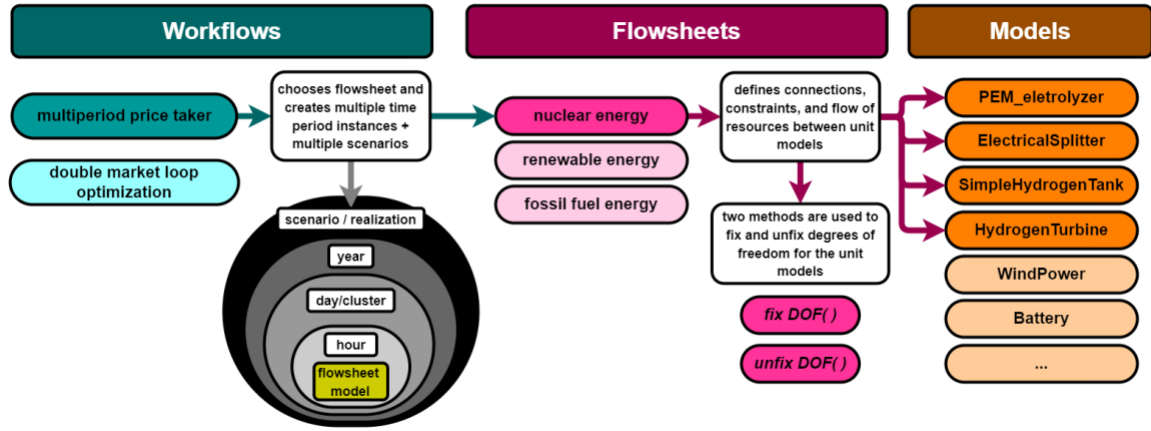 Workflows
Flowsheets
Models
multiperiod price taker
double market loop
optimization
chooses flowsheet and
creates multiple time
period instances +
multiple scenarios
scenario / realization
year
day/cluster
hour
flowsheet
model
nuclear energy
renewable energy
fossil fuel energy
defines connections,
constraints, and flow of
resources between unit
models
two methods are used to
fix and unfix degrees of
freedom for the unit
models
fix DOF( )
unfix DOF( )
PEM_eletrolyzer
ElectricalSplitter
SimpleHydrogenTank
HydrogenTurbine
WindPower
Battery
...